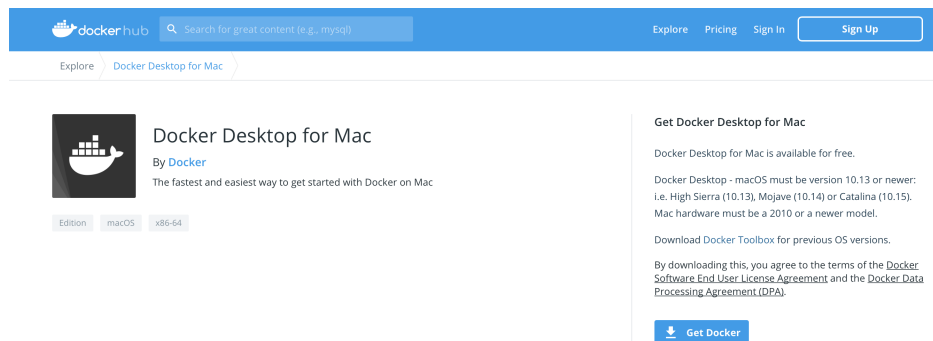 dockerhub
Search for great content (e.g., mysql)
Explore Pricing Sign In Sign Up
Explore Docker Desktop for Mac
Docker Desktop for Mac
By Docker
The fastest and easiest way to get started with Docker on Mac
Edition macOS x86-64
Get Docker Desktop for Mac
Docker Desktop for Mac is available for free.
Docker Desktop - macOS must be version 10.13 or newer:
i.e. High Sierra (10.13), Mojave (10.14) or Catalina (10.15).
Mac hardware must be a 2010 or a newer model.
Download Docker Toolbox for previous OS versions.
By downloading this, you agree to the terms of the Docker
Software End User License Agreement and the Docker Data
Processing Agreement (DPA).
Get Docker